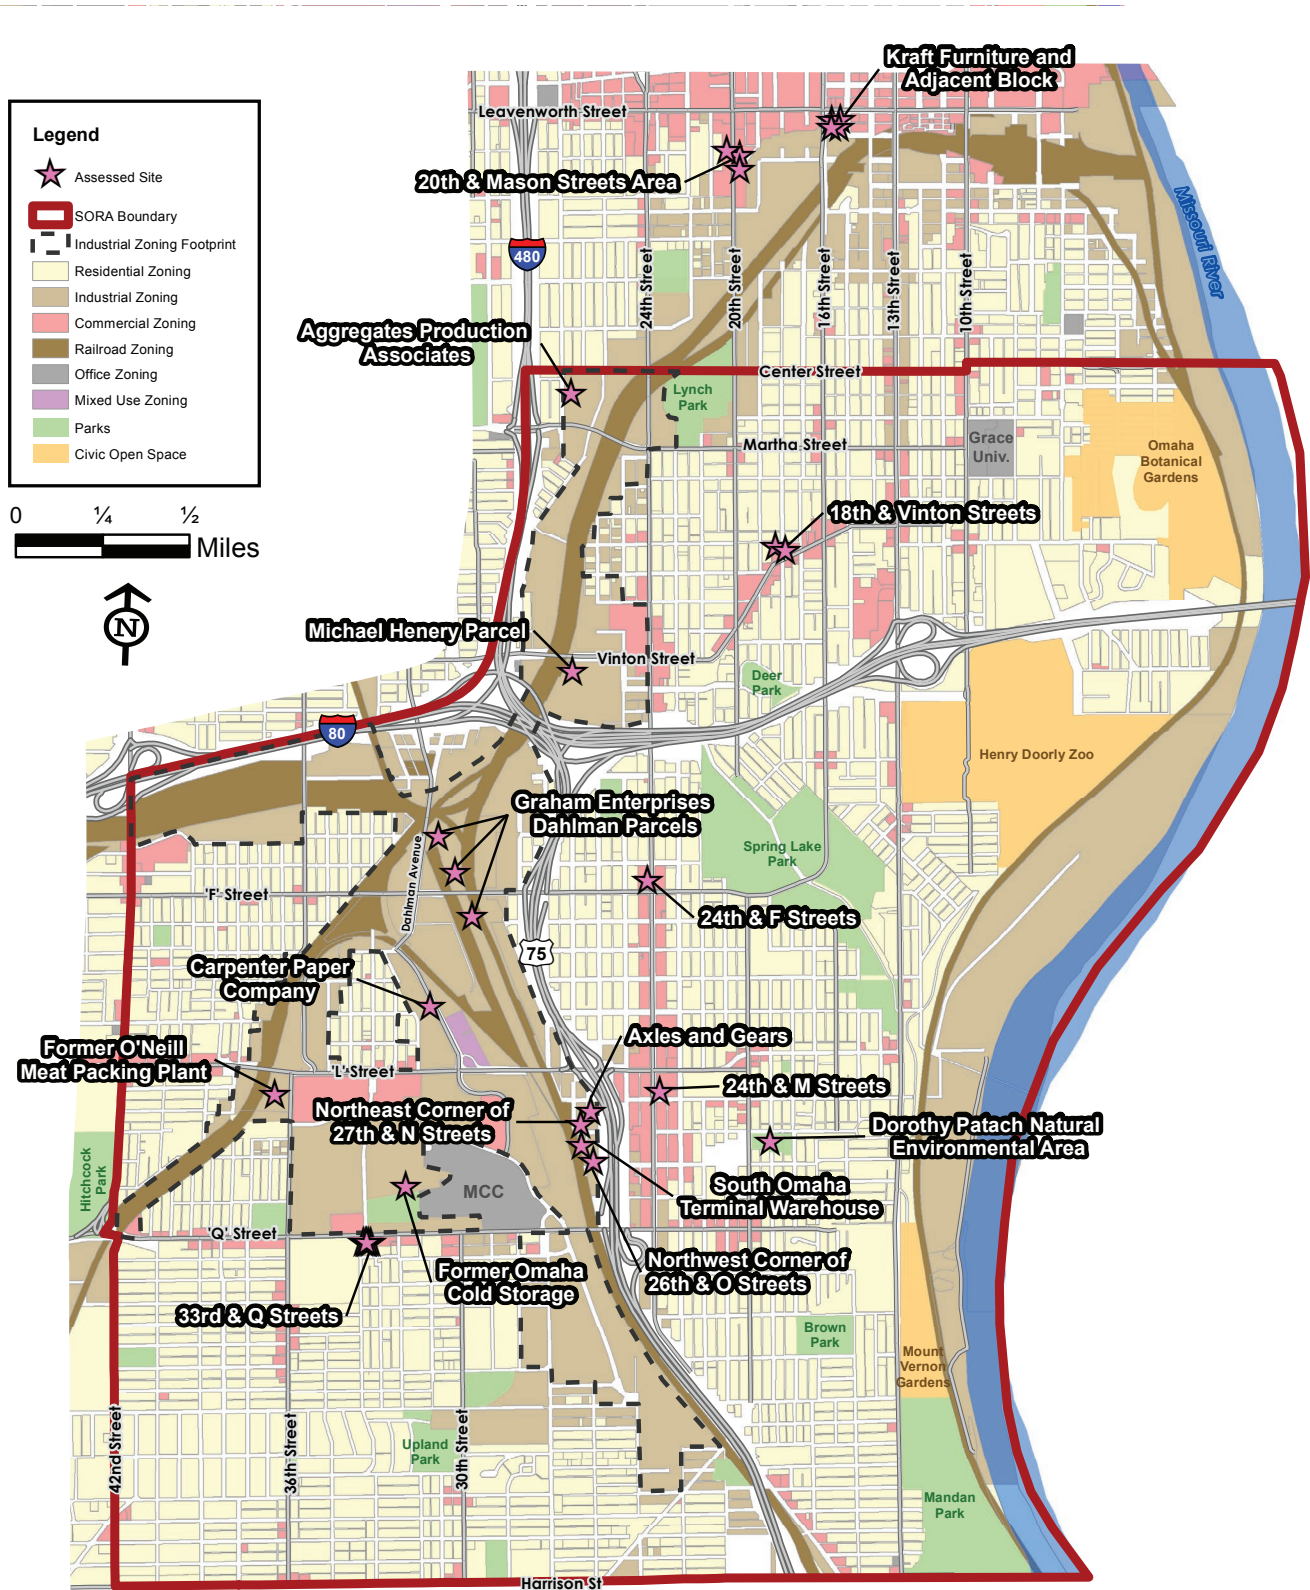 Kraft Furniture and
Adjacent Block
Leavenworth Street
Legend
Assessed Site
SORA Boundary
Industrial Zoning Footprint
Residential Zoning
Industrial Zoning
Commercial Zoning
Railroad Zoning
Office Zoning
Mixed Use Zoning
Parks
Civic Open Space
0 ¼ ½
Miles
N
20th & Mason Streets Area
Missouri River
480
24th Street
20th Street
16th Street
13th Street
10th Street
Aggregates Production
Associates
Center Street
Lynch
Park
Martha Street
Grace
Univ.
Omaha
Botanical
Gardens
18th & Vinton Streets
Michael Henery Parcel
Vinton Street
Deer
Park
80
Henry Doorly Zoo
Graham Enterprises
Dahlman Parcels
Dahlman Avenue
Spring Lake
Park
'F' Street
24th & F Streets
75
Carpenter Paper
Company
Axles and Gears
Former O'Neill
Meat Packing Plant
'L' Street
24th & M Streets
Northeast Corner of
27th & N Streets
Dorothy Patach Natural
Environmental Area
Hitchcock
Park
MCC
South Omaha
Terminal Warehouse
'Q' Street
Northwest Corner of
26th & O Streets
Former Omaha
Cold Storage
33rd & Q Streets
Brown
Park
Mount
Vernon
Gardens
42nd Street
36th Street
30th Street
Upland
Park
Mandan
Park
Harrison St